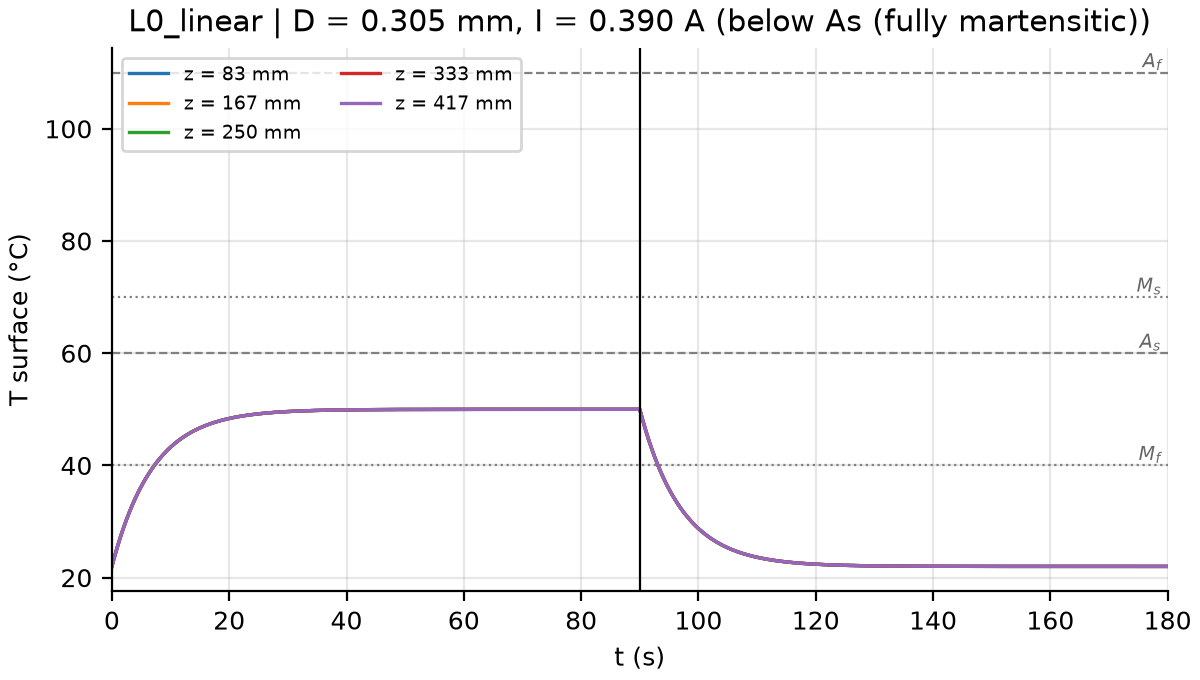 L0_linear | D = 0.305 mm, I = 0.390 A (below As (fully martensitic))
z = 83 mm
z = 167 mm
z = 250 mm
z = 333 mm
z = 417 mm
A_f
M_s
A_s
M_f
T surface (°C)
100
80
60
40
20
0 20 40 60 80 100 120 140 160 180
t (s)